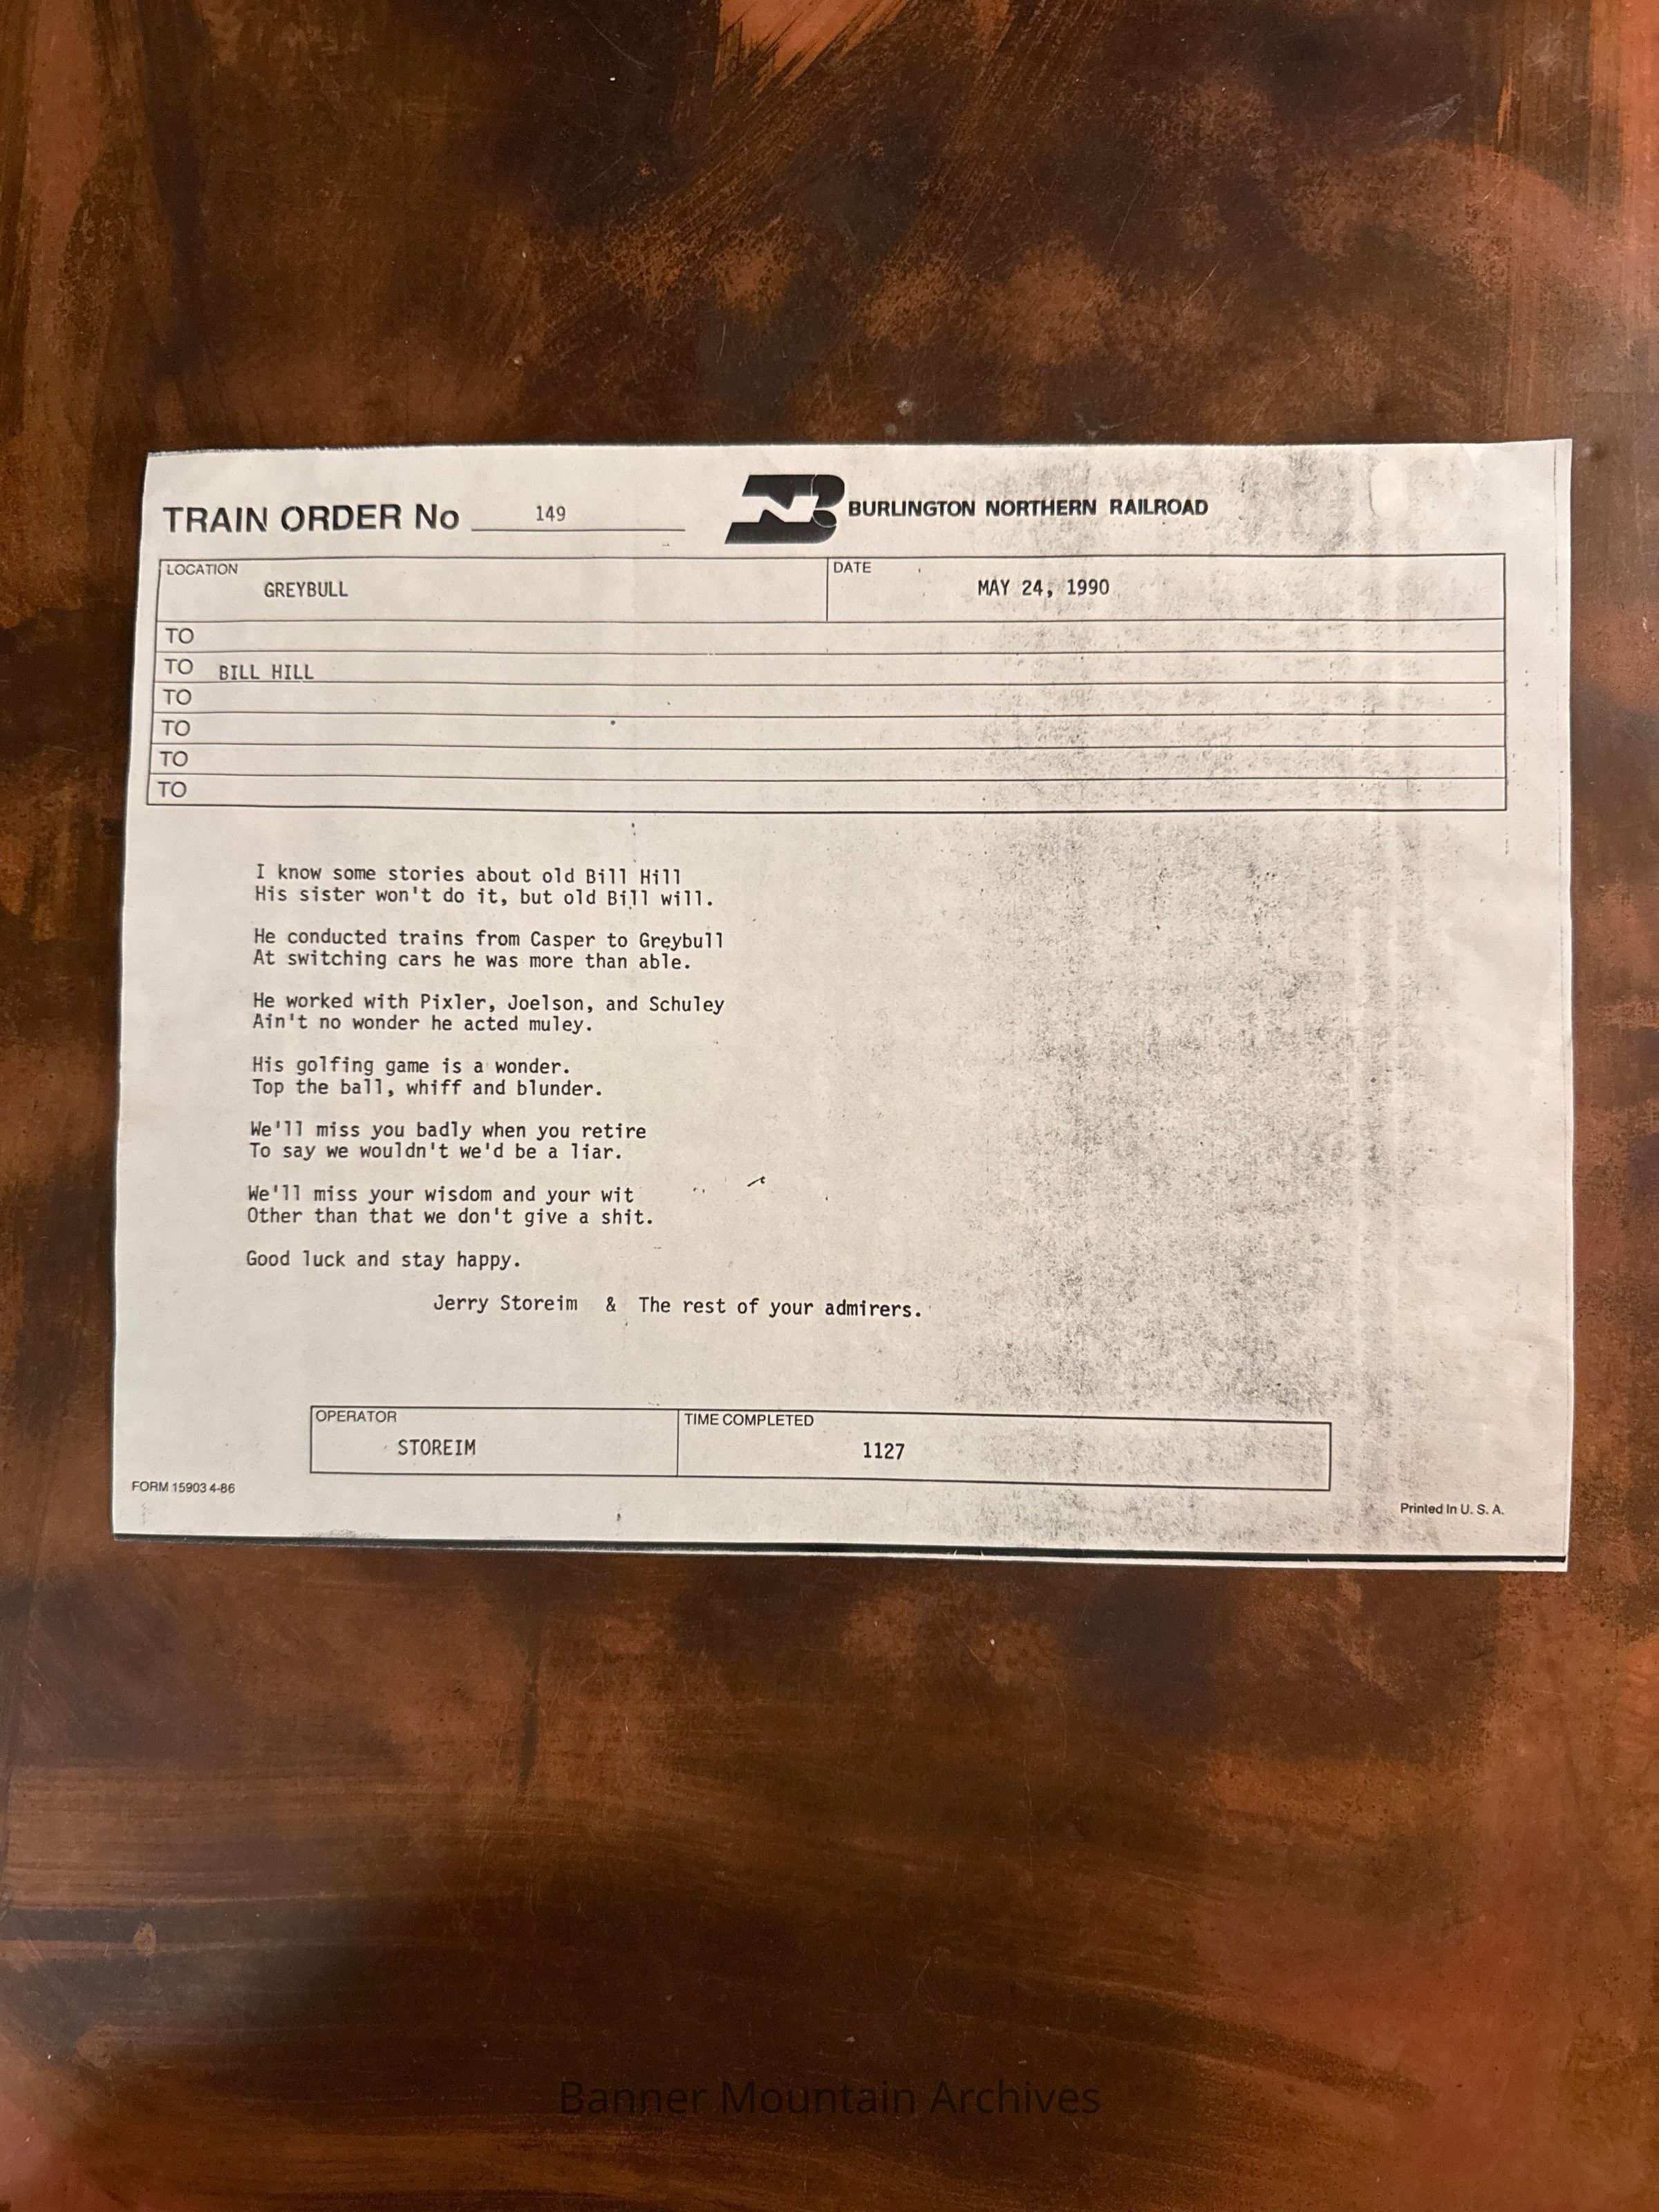 TRAIN ORDER No 149
BURLINGTON NORTHERN RAILROAD
LOCATION
GREYBULL
DATE
MAY 24, 1990
TO
TO BILL HILL
TO
TO
TO
TO
I know some stories about old Bill Hill
His sister won't do it, but old Bill will.
He conducted trains from Casper to Greybull
At switching cars he was more than able.
He worked with Pixler, Joelson, and Schuley
Ain't no wonder he acted muley.
His golfing game is a wonder.
Top the ball, whiff and blunder.
We'll miss you badly when you retire
To say we wouldn't we'd be a liar.
We'll miss your wisdom and your wit
Other than that we don't give a shit.
Good luck and stay happy.
Jerry Storeim & The rest of your admirers.
OPERATOR
STOREIM
TIME COMPLETED
1127
FORM 15903 4-86
Printed In U. S. A.
Banner Mountain Archives